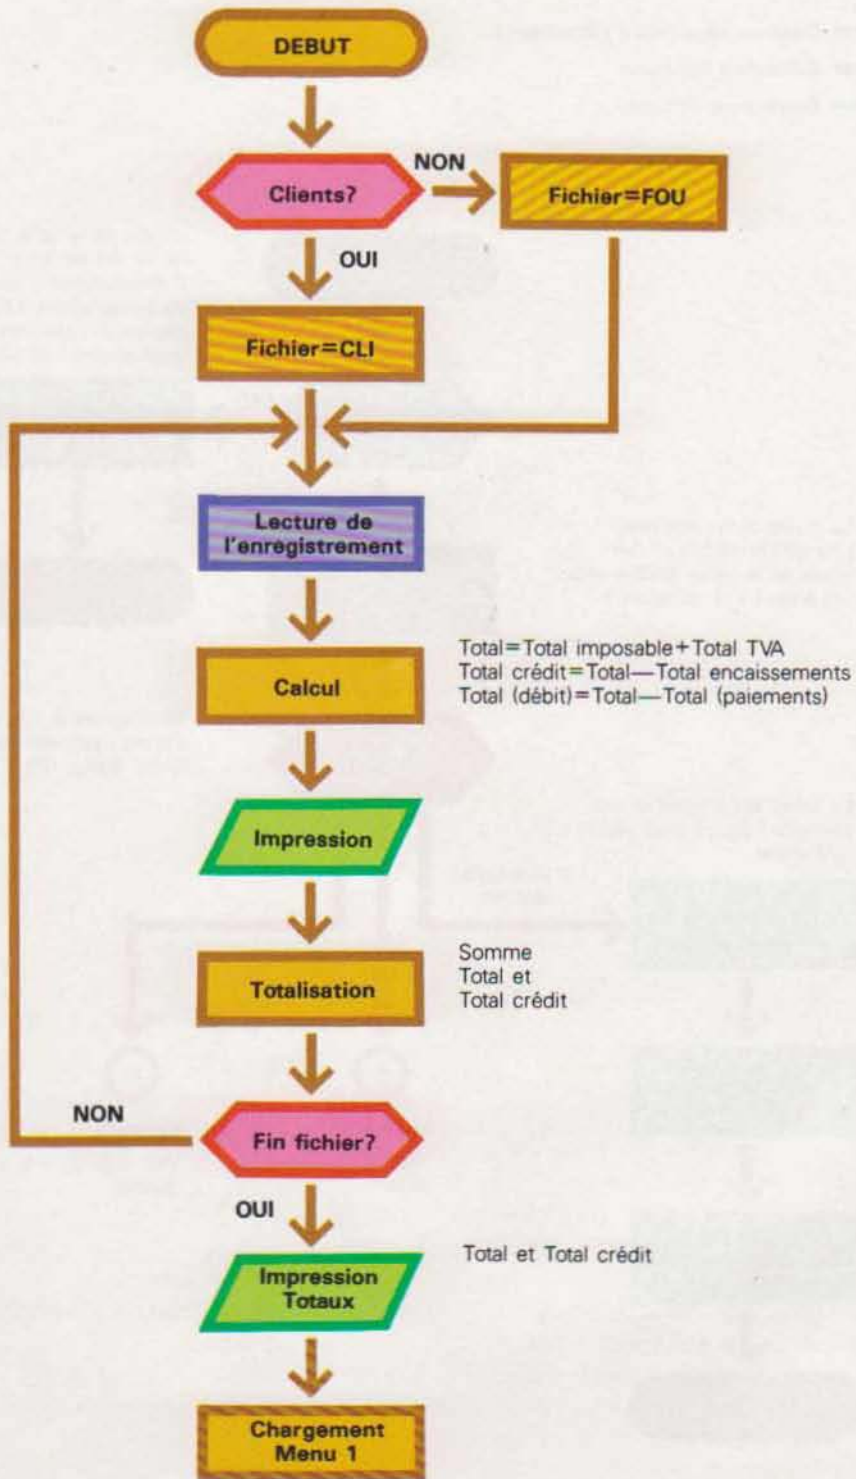 DEBUT
Clients?
NON
Fichier=FOU
OUI
Fichier=CLI
Lecture de
l'enregistrement
Calcul
Total=Total imposable+Total TVA
Total crédit=Total—Total encaissements
Total (débit)=Total—Total (paiements)
Impression
Totalisation
Somme
Total et
Total crédit
NON
Fin fichier?
OUI
Impression
Totaux
Total et Total crédit
Chargement
Menu 1